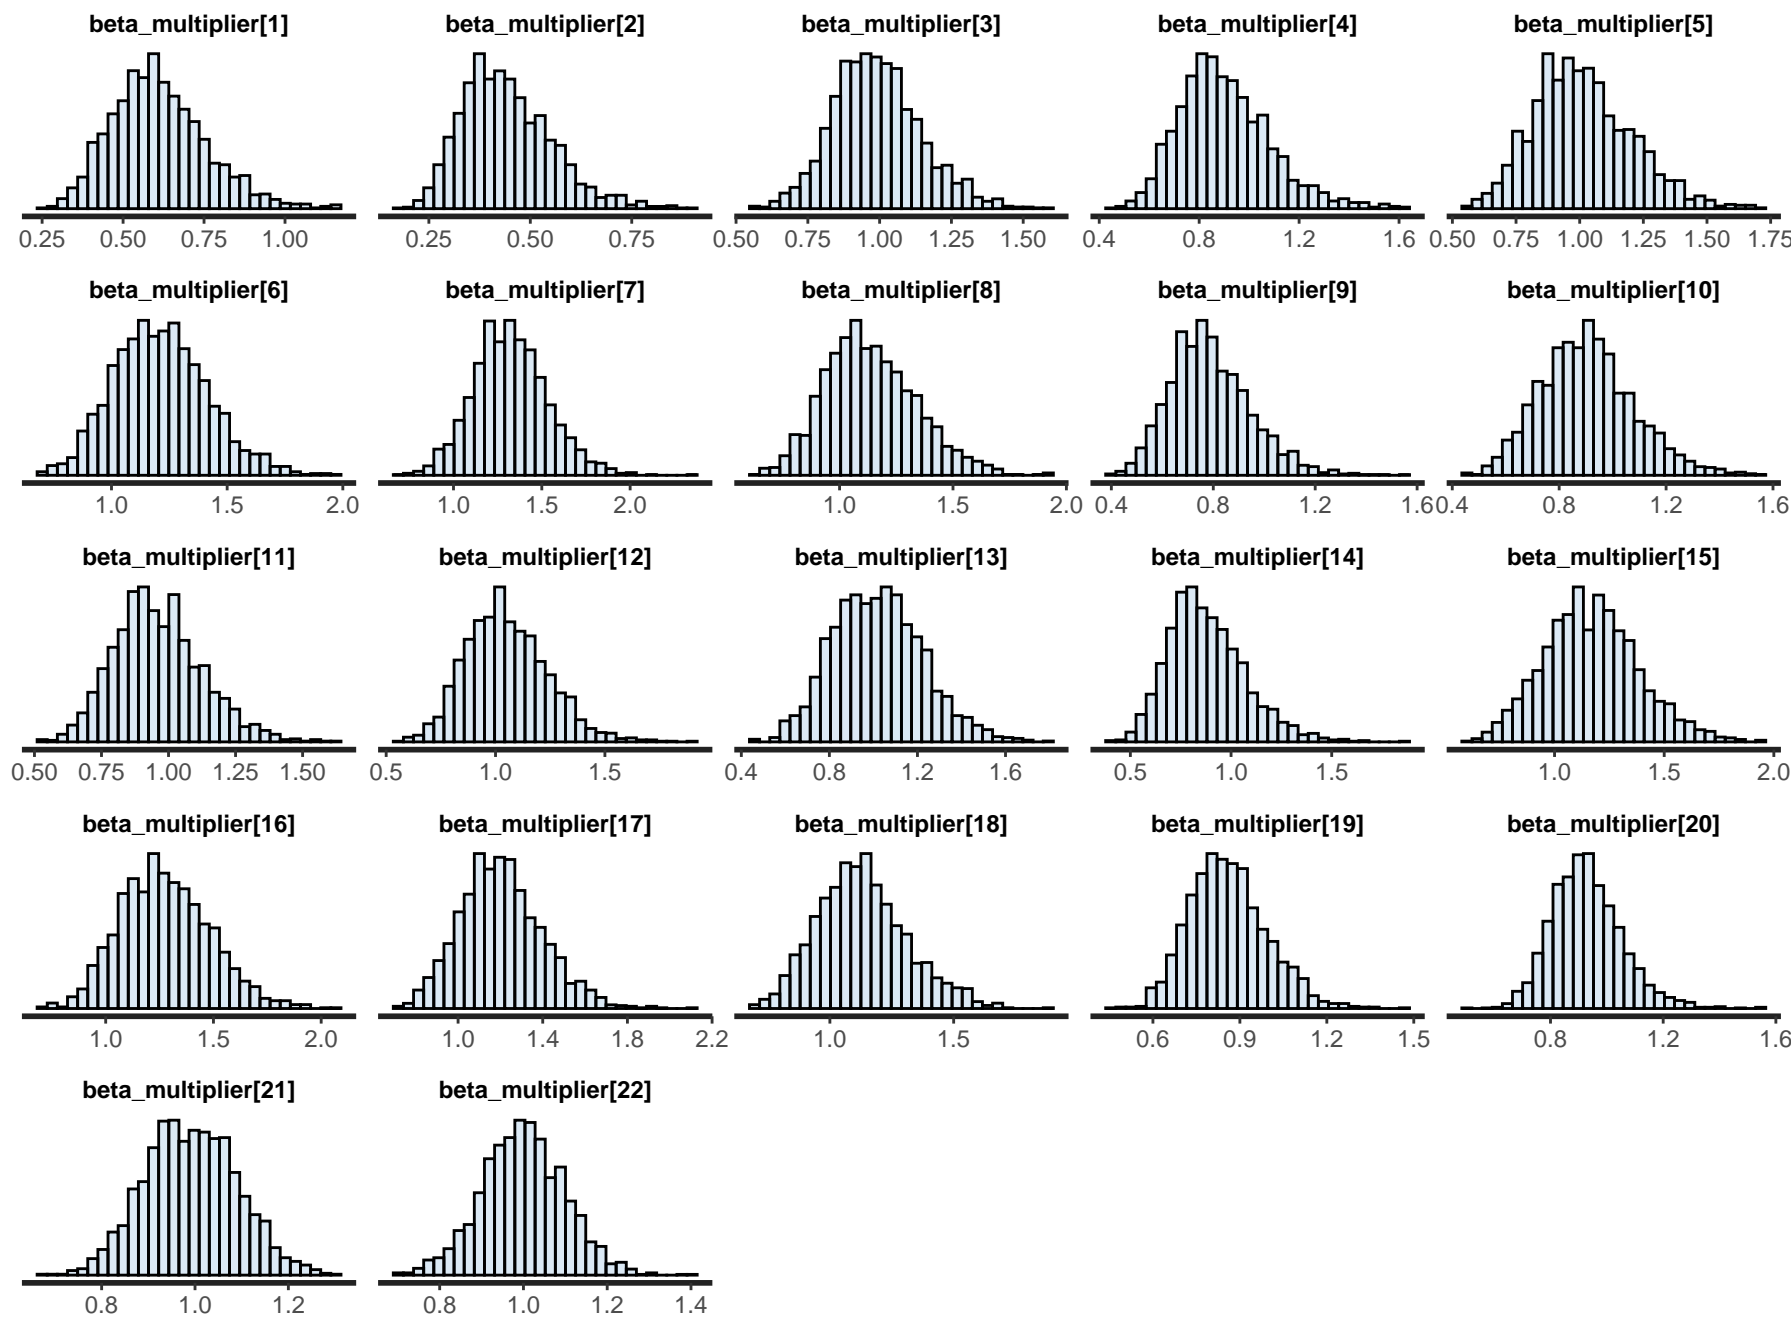 beta_multiplier[1] beta_multiplier[2] beta_multiplier[3] beta_multiplier[4] beta_multiplier[5]
0.25 0.50 0.75 1.00 0.25 0.50 0.75 0.50 0.75 1.00 1.25 1.50 0.4 0.8 1.2 1.6 0.50 0.75 1.00 1.25 1.50 1.75
beta_multiplier[6] beta_multiplier[7] beta_multiplier[8] beta_multiplier[9] beta_multiplier[10]
1.0 1.5 2.0 1.0 1.5 2.0 1.0 1.5 2.0 0.4 0.8 1.2 1.6 0.4 0.8 1.2 1.6
beta_multiplier[11] beta_multiplier[12] beta_multiplier[13] beta_multiplier[14] beta_multiplier[15]
0.50 0.75 1.00 1.25 1.50 0.5 1.0 1.5 0.4 0.8 1.2 1.6 0.5 1.0 1.5 1.0 1.5 2.0
beta_multiplier[16] beta_multiplier[17] beta_multiplier[18] beta_multiplier[19] beta_multiplier[20]
1.0 1.5 2.0 1.0 1.4 1.8 2.2 1.0 1.5 0.6 0.9 1.2 1.5 0.8 1.2 1.6
beta_multiplier[21] beta_multiplier[22]
0.8 1.0 1.2 0.8 1.0 1.2 1.4